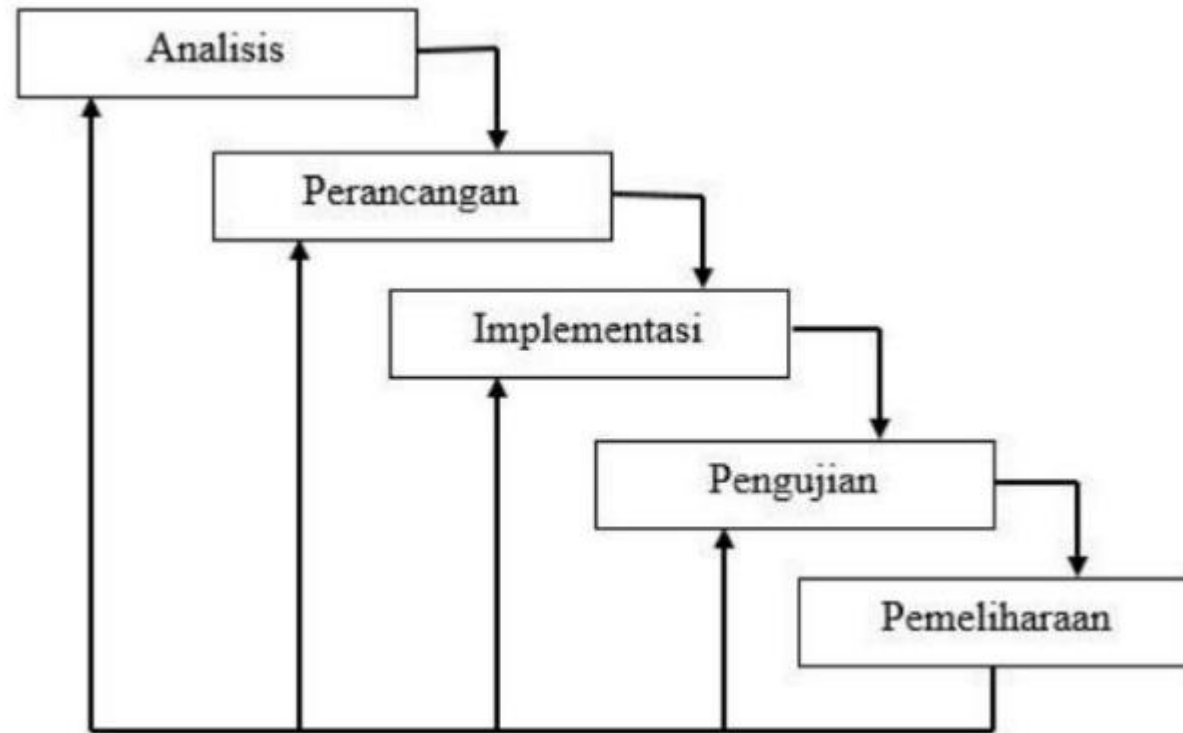 Analisis
Perancangan
Implementasi
Pengujian
Pemeliharaan